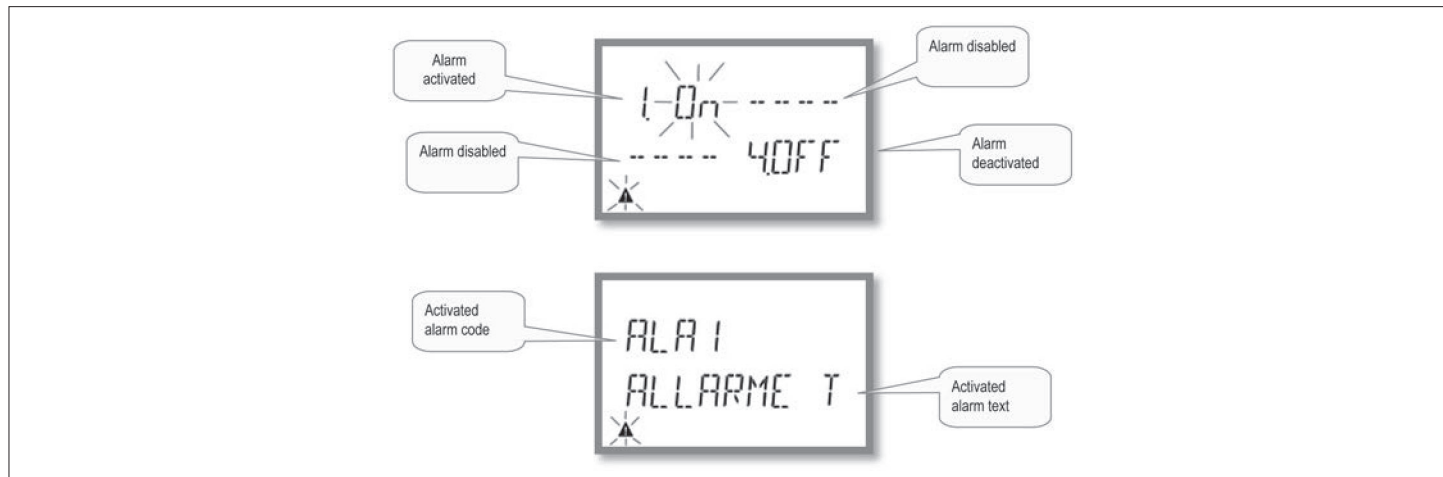 Alarm
activated
Alarm disabled
1. On ----
Alarm disabled
---- 4.OFF
Alarm
deactivated
Activated
alarm code
ALA1
ALLARME T
Activated
alarm text